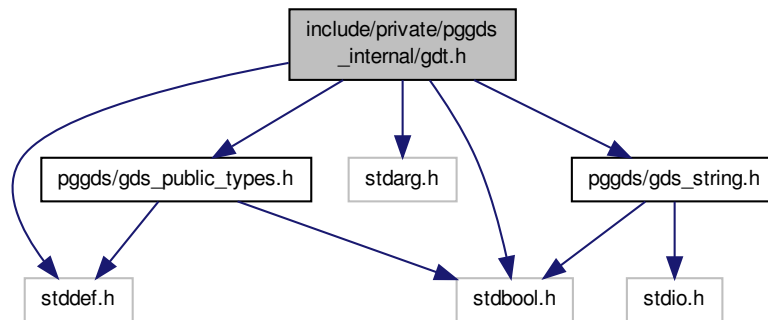 include/private/pggds
_internal/gdt.h
pggds/gds_public_types.h
stdarg.h
pggds/gds_string.h
stddef.h
stdbool.h
stdio.h